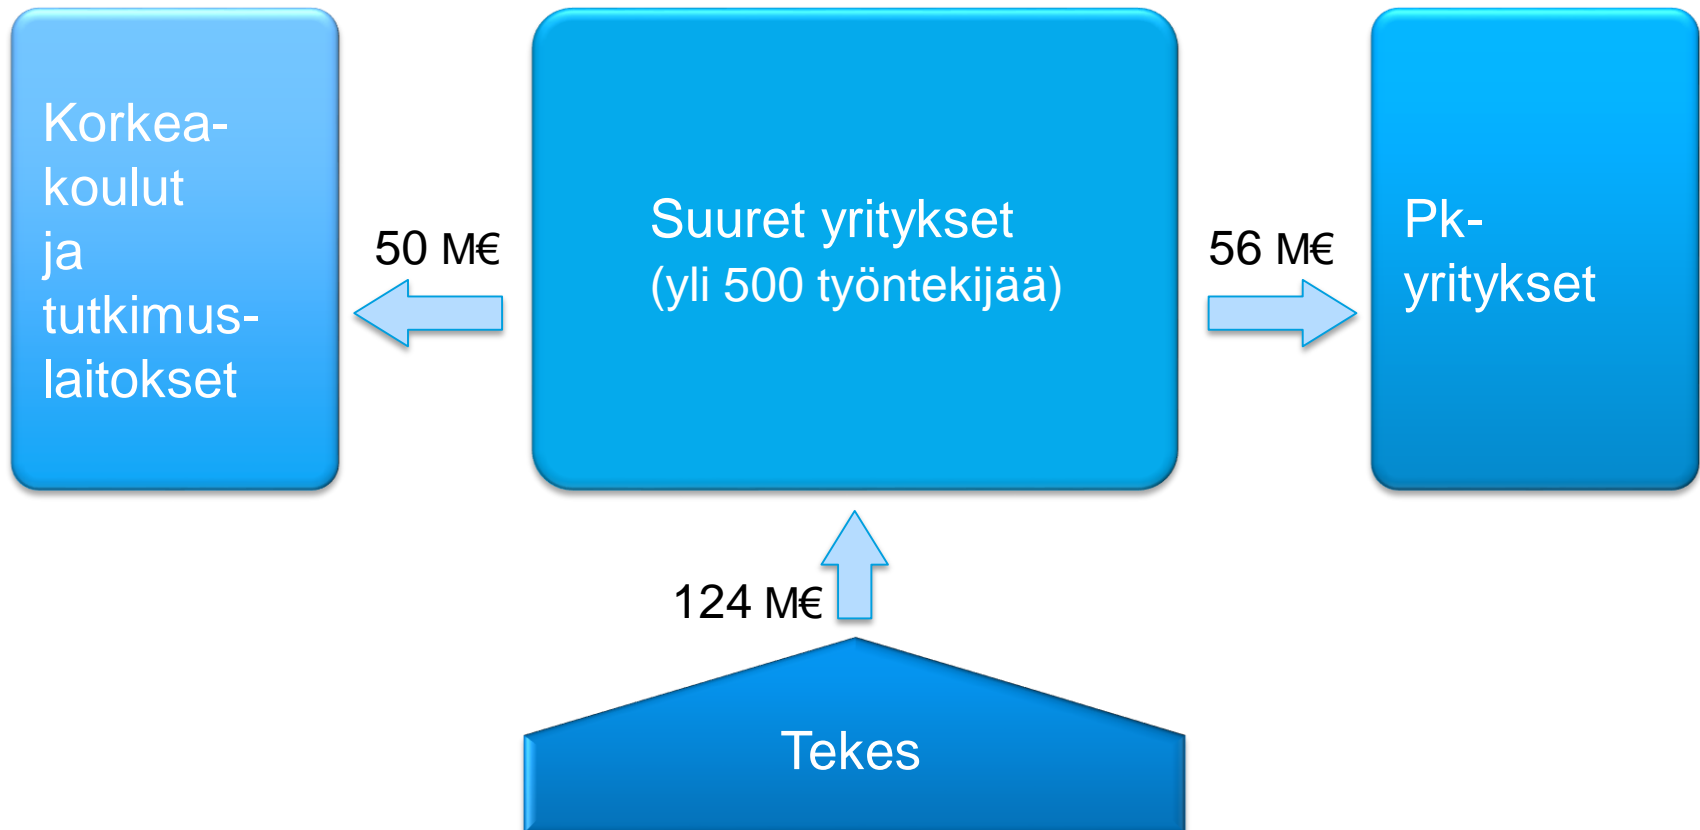 Korkea-
koulut
ja
tutkimus-
laitokset
50 M€
Suuret yritykset
(yli 500 työntekijää)
56 M€
Pk-
yritykset
124 M€
Tekes